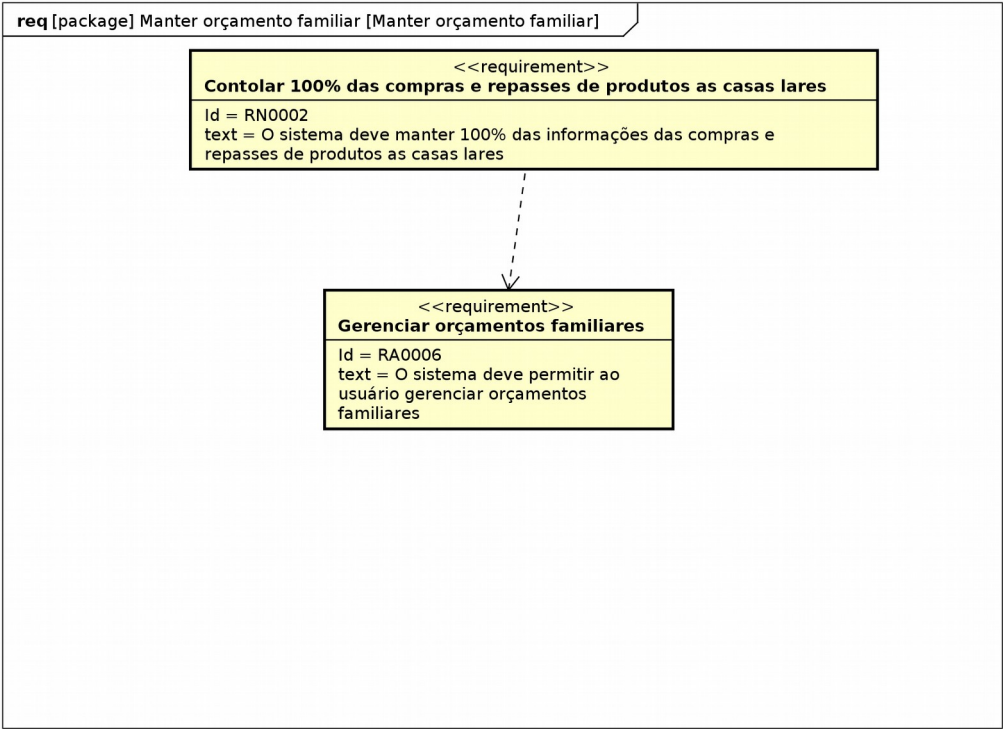 req [package] Manter orçamento familiar [Manter orçamento familiar]
<<requirement>>
Contolar 100% das compras e repasses de produtos as casas lares
Id = RN0002
text = O sistema deve manter 100% das informações das compras e
repasses de produtos as casas lares
<<requirement>>
Gerenciar orçamentos familiares
Id = RA0006
text = O sistema deve permitir ao
usuário gerenciar orçamentos
familiares